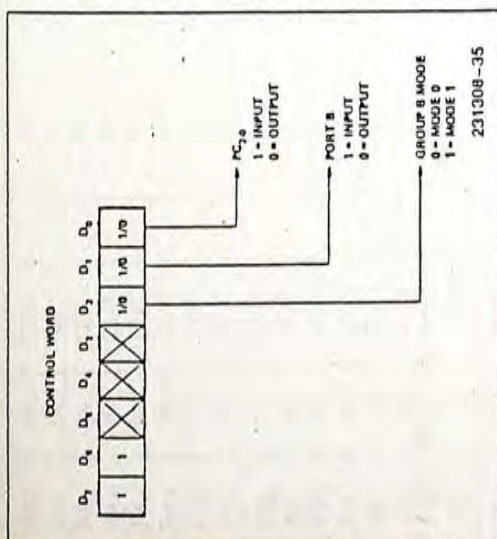 CONTROL WORD
D₇ D₆ D₅ D₄ D₃ D₂ D₁ D₀
1 1 1/0 1/0 1/0
PC₂₋₀
1 = INPUT
0 = OUTPUT
PORT B
1 = INPUT
0 = OUTPUT
GROUP B MODE
0 = MODE 0
1 = MODE 1
231308-35